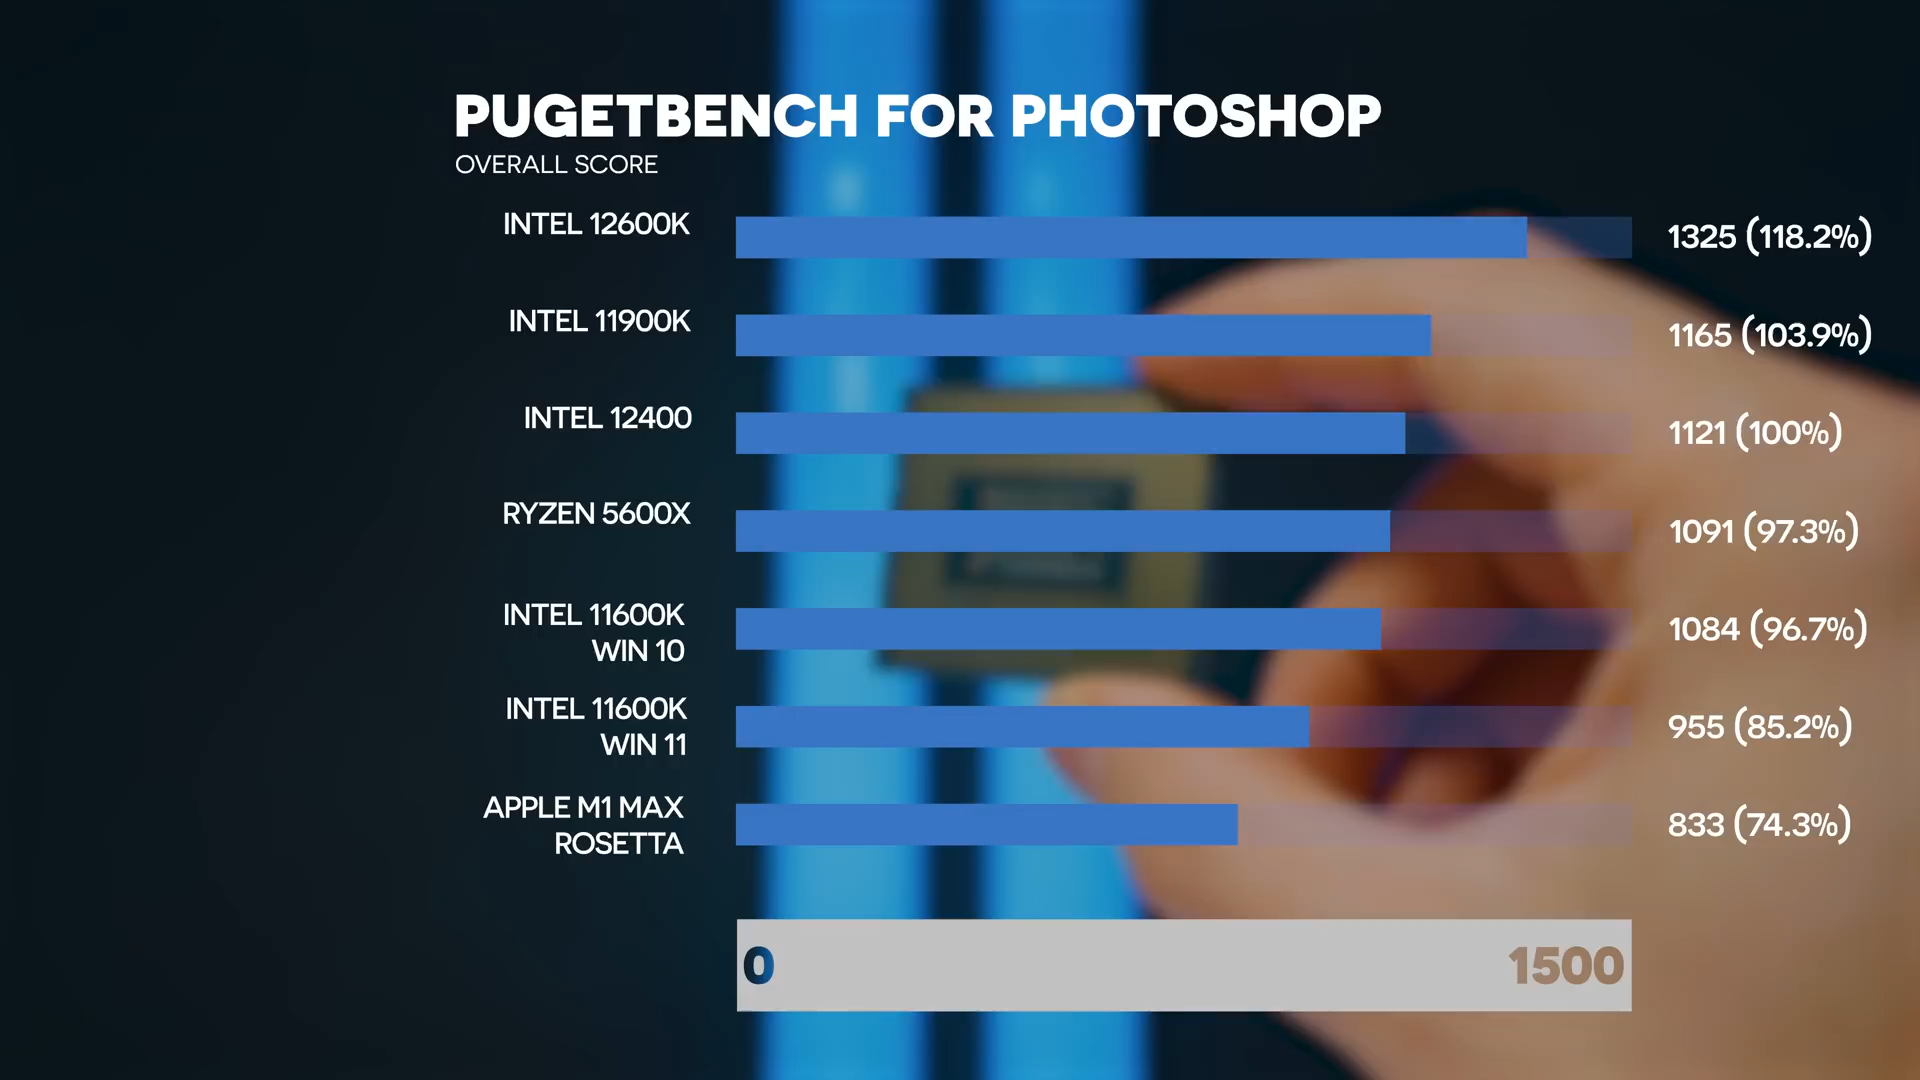 PUGETBENCH FOR PHOTOSHOP
OVERALL SCORE
INTEL 12600K 1325 (118.2%)
INTEL 11900K 1165 (103.9%)
INTEL 12400 1121 (100%)
RYZEN 5600X 1091 (97.3%)
INTEL 11600K
WIN 10 1084 (96.7%)
INTEL 11600K
WIN 11 955 (85.2%)
APPLE M1 MAX
ROSETTA 833 (74.3%)
0 1500